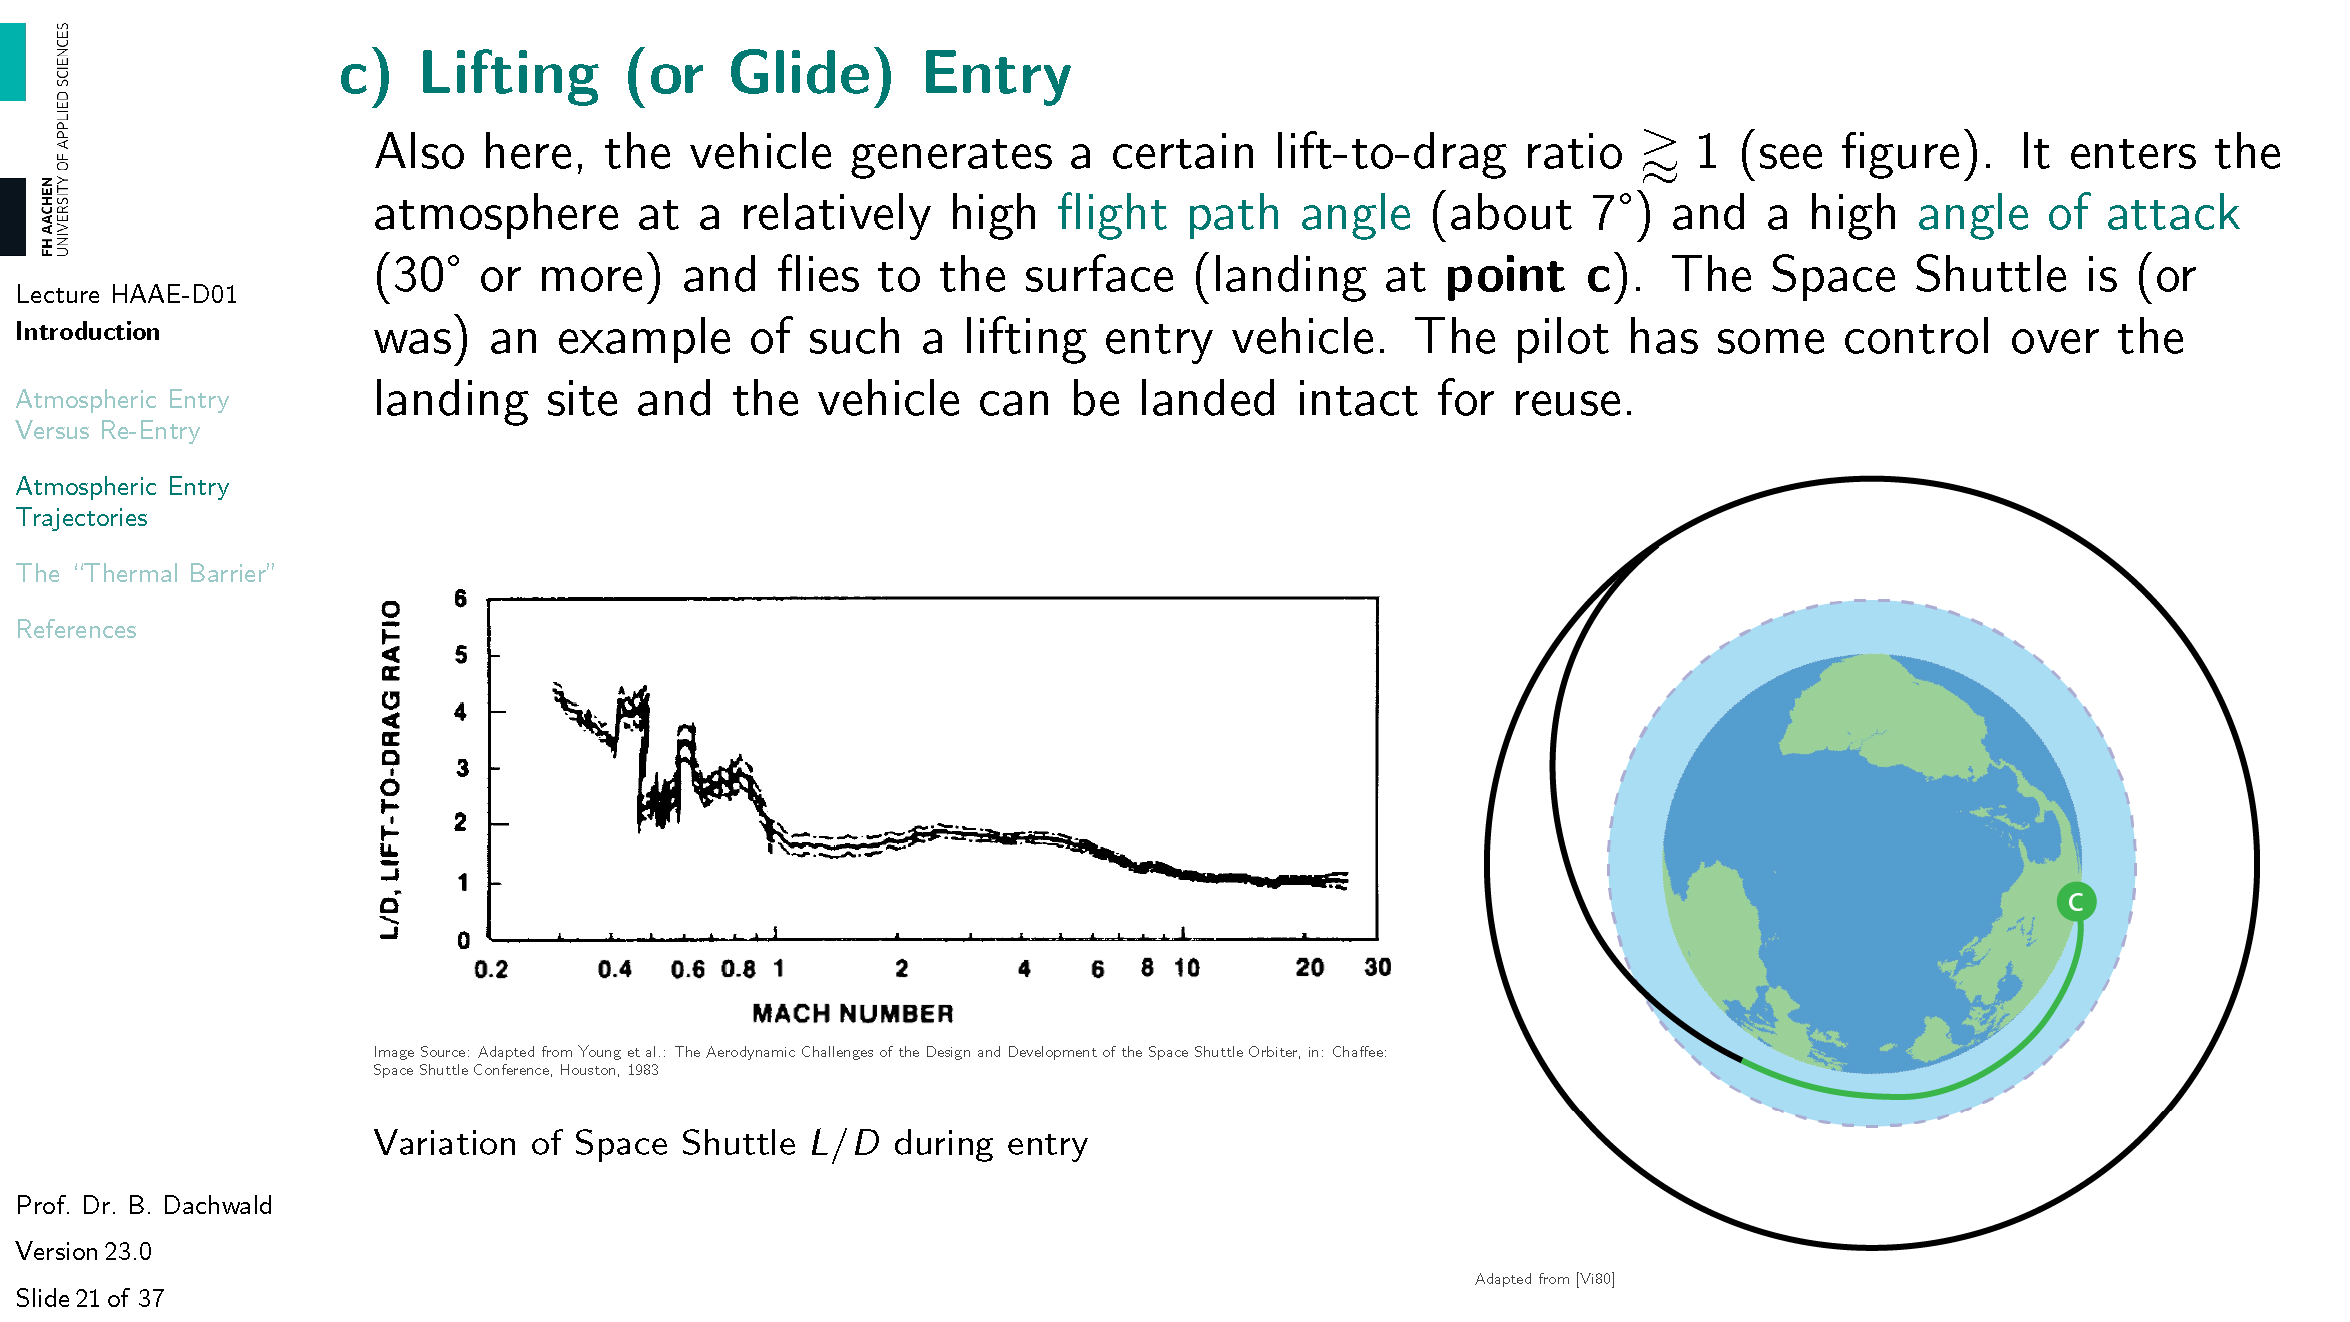 FH AACHEN
UNIVERSITY OF APPLIED SCIENCES
Lecture HAAE-D01
Introduction
Atmospheric Entry
Versus Re-Entry
Atmospheric Entry
Trajectories
The “Thermal Barrier”
References
Prof. Dr. B. Dachwald
Version 23.0
Slide 21 of 37
c) Lifting (or Glide) Entry
Also here, the vehicle generates a certain lift-to-drag ratio ⪆ 1 (see figure). It enters the
atmosphere at a relatively high flight path angle (about 7°) and a high angle of attack
(30° or more) and flies to the surface (landing at point c). The Space Shuttle is (or
was) an example of such a lifting entry vehicle. The pilot has some control over the
landing site and the vehicle can be landed intact for reuse.
L/D, LIFT-TO-DRAG RATIO
6
5
4
3
2
1
0
0.2 0.4 0.6 0.8 1 2 4 6 8 10 20 30
MACH NUMBER
Image Source: Adapted from Young et al.: The Aerodynamic Challenges of the Design and Development of the Space Shuttle Orbiter, in: Chaffee:
Space Shuttle Conference, Houston, 1983
Variation of Space Shuttle L/D during entry
c
Adapted from [Vi80]